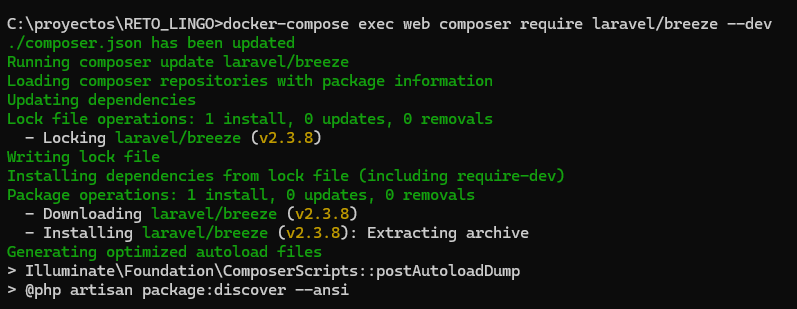 C:\proyectos\RETO_LINGO>docker-compose exec web composer require laravel/breeze --dev
./composer.json has been updated
Running composer update laravel/breeze
Loading composer repositories with package information
Updating dependencies
Lock file operations: 1 install, 0 updates, 0 removals
  - Locking laravel/breeze (v2.3.8)
Writing lock file
Installing dependencies from lock file (including require-dev)
Package operations: 1 install, 0 updates, 0 removals
  - Downloading laravel/breeze (v2.3.8)
  - Installing laravel/breeze (v2.3.8): Extracting archive
Generating optimized autoload files
> Illuminate\Foundation\ComposerScripts::postAutoloadDump
> @php artisan package:discover --ansi